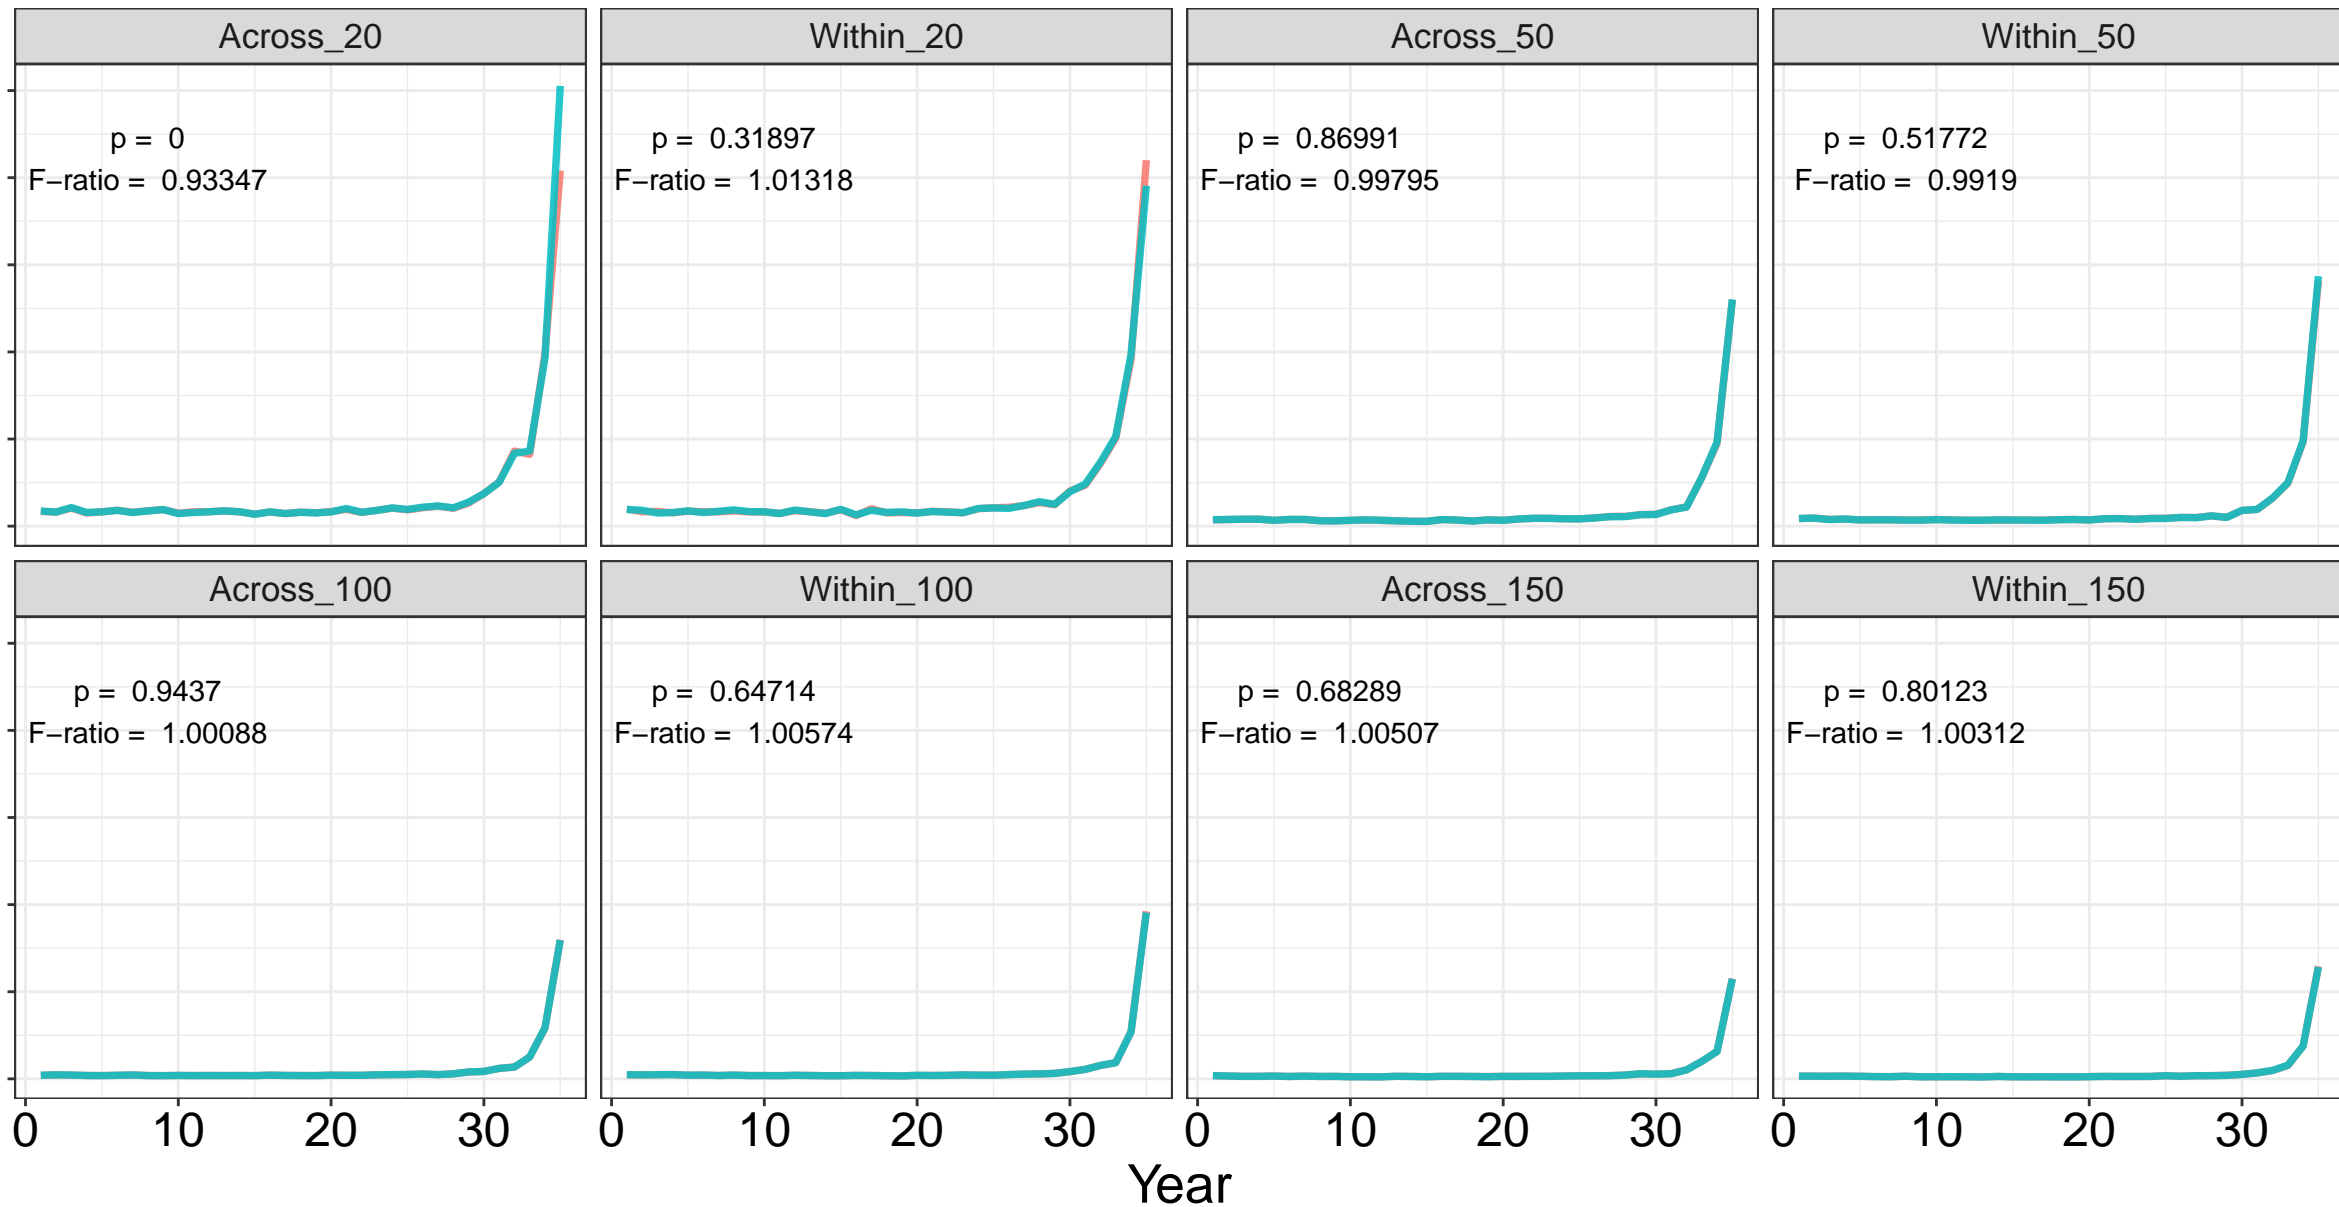 Across_20
Within_20
Across_50
Within_50
p = 0
F−ratio = 0.93347
p = 0.31897
F−ratio = 1.01318
p = 0.86991
F−ratio = 0.99795
p = 0.51772
F−ratio = 0.9919
Across_100
Within_100
Across_150
Within_150
p = 0.9437
F−ratio = 1.00088
p = 0.64714
F−ratio = 1.00574
p = 0.68289
F−ratio = 1.00507
p = 0.80123
F−ratio = 1.00312
0 10 20 30 0 10 20 30 0 10 20 30 0 10 20 30
Year